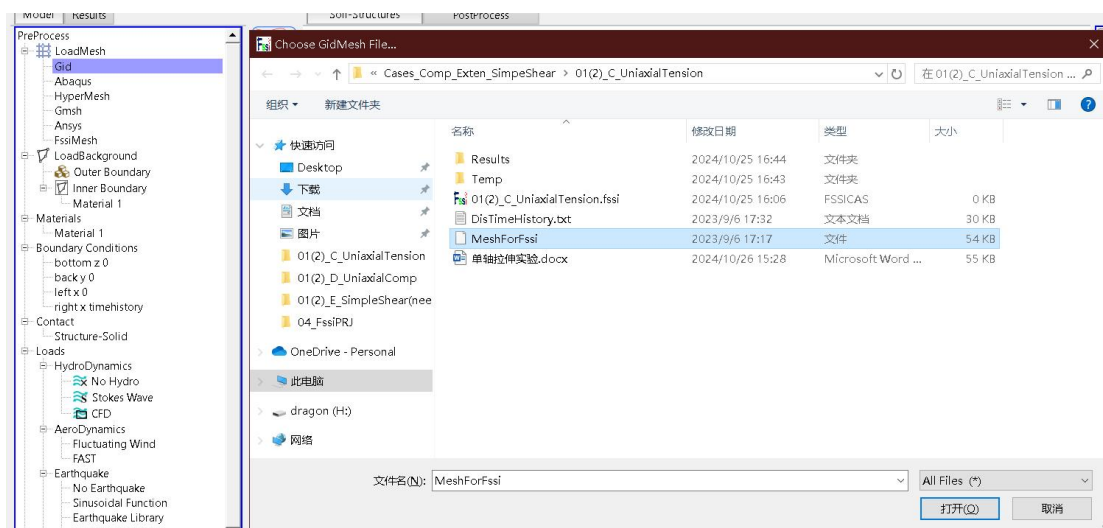 Model Results
Soil-Structures PostProcess
PreProcess
LoadMesh
Gid
Abaqus
HyperMesh
Gmsh
Ansys
FssiMesh
LoadBackground
Outer Boundary
Inner Boundary
Material 1
Materials
Material 1
Boundary Conditions
bottom z 0
back y 0
left x 0
right x timehistory
Contact
Structure-Solid
Loads
HydroDynamics
No Hydro
Stokes Wave
CFD
AeroDynamics
Fluctuating Wind
FAST
Earthquake
No Earthquake
Sinusoidal Function
Earthquake Library
Choose GidMesh File...
« Cases_Comp_Exten_SimpeShear > 01(2)_C_UniaxialTension
在 01(2)_C_UniaxialTension ...
组织 新建文件夹
快速访问
Desktop
下载
文档
图片
01(2)_C_UniaxialTension
01(2)_D_UniaxialComp
01(2)_E_SimpleShear(nee
04_FssiPRJ
OneDrive - Personal
此电脑
dragon (H:)
网络
名称 修改日期 类型 大小
Results 2024/10/25 16:44 文件夹
Temp 2024/10/25 16:43 文件夹
01(2)_C_UniaxialTension.fssi 2024/10/25 16:06 FSSICAS 0 KB
DisTimeHistory.txt 2023/9/6 17:32 文本文档 30 KB
MeshForFssi 2023/9/6 17:17 文件 54 KB
单轴拉伸实验.docx 2024/10/26 15:28 Microsoft Word ... 55 KB
文件名(N): MeshForFssi All Files (*)
打开(O) 取消